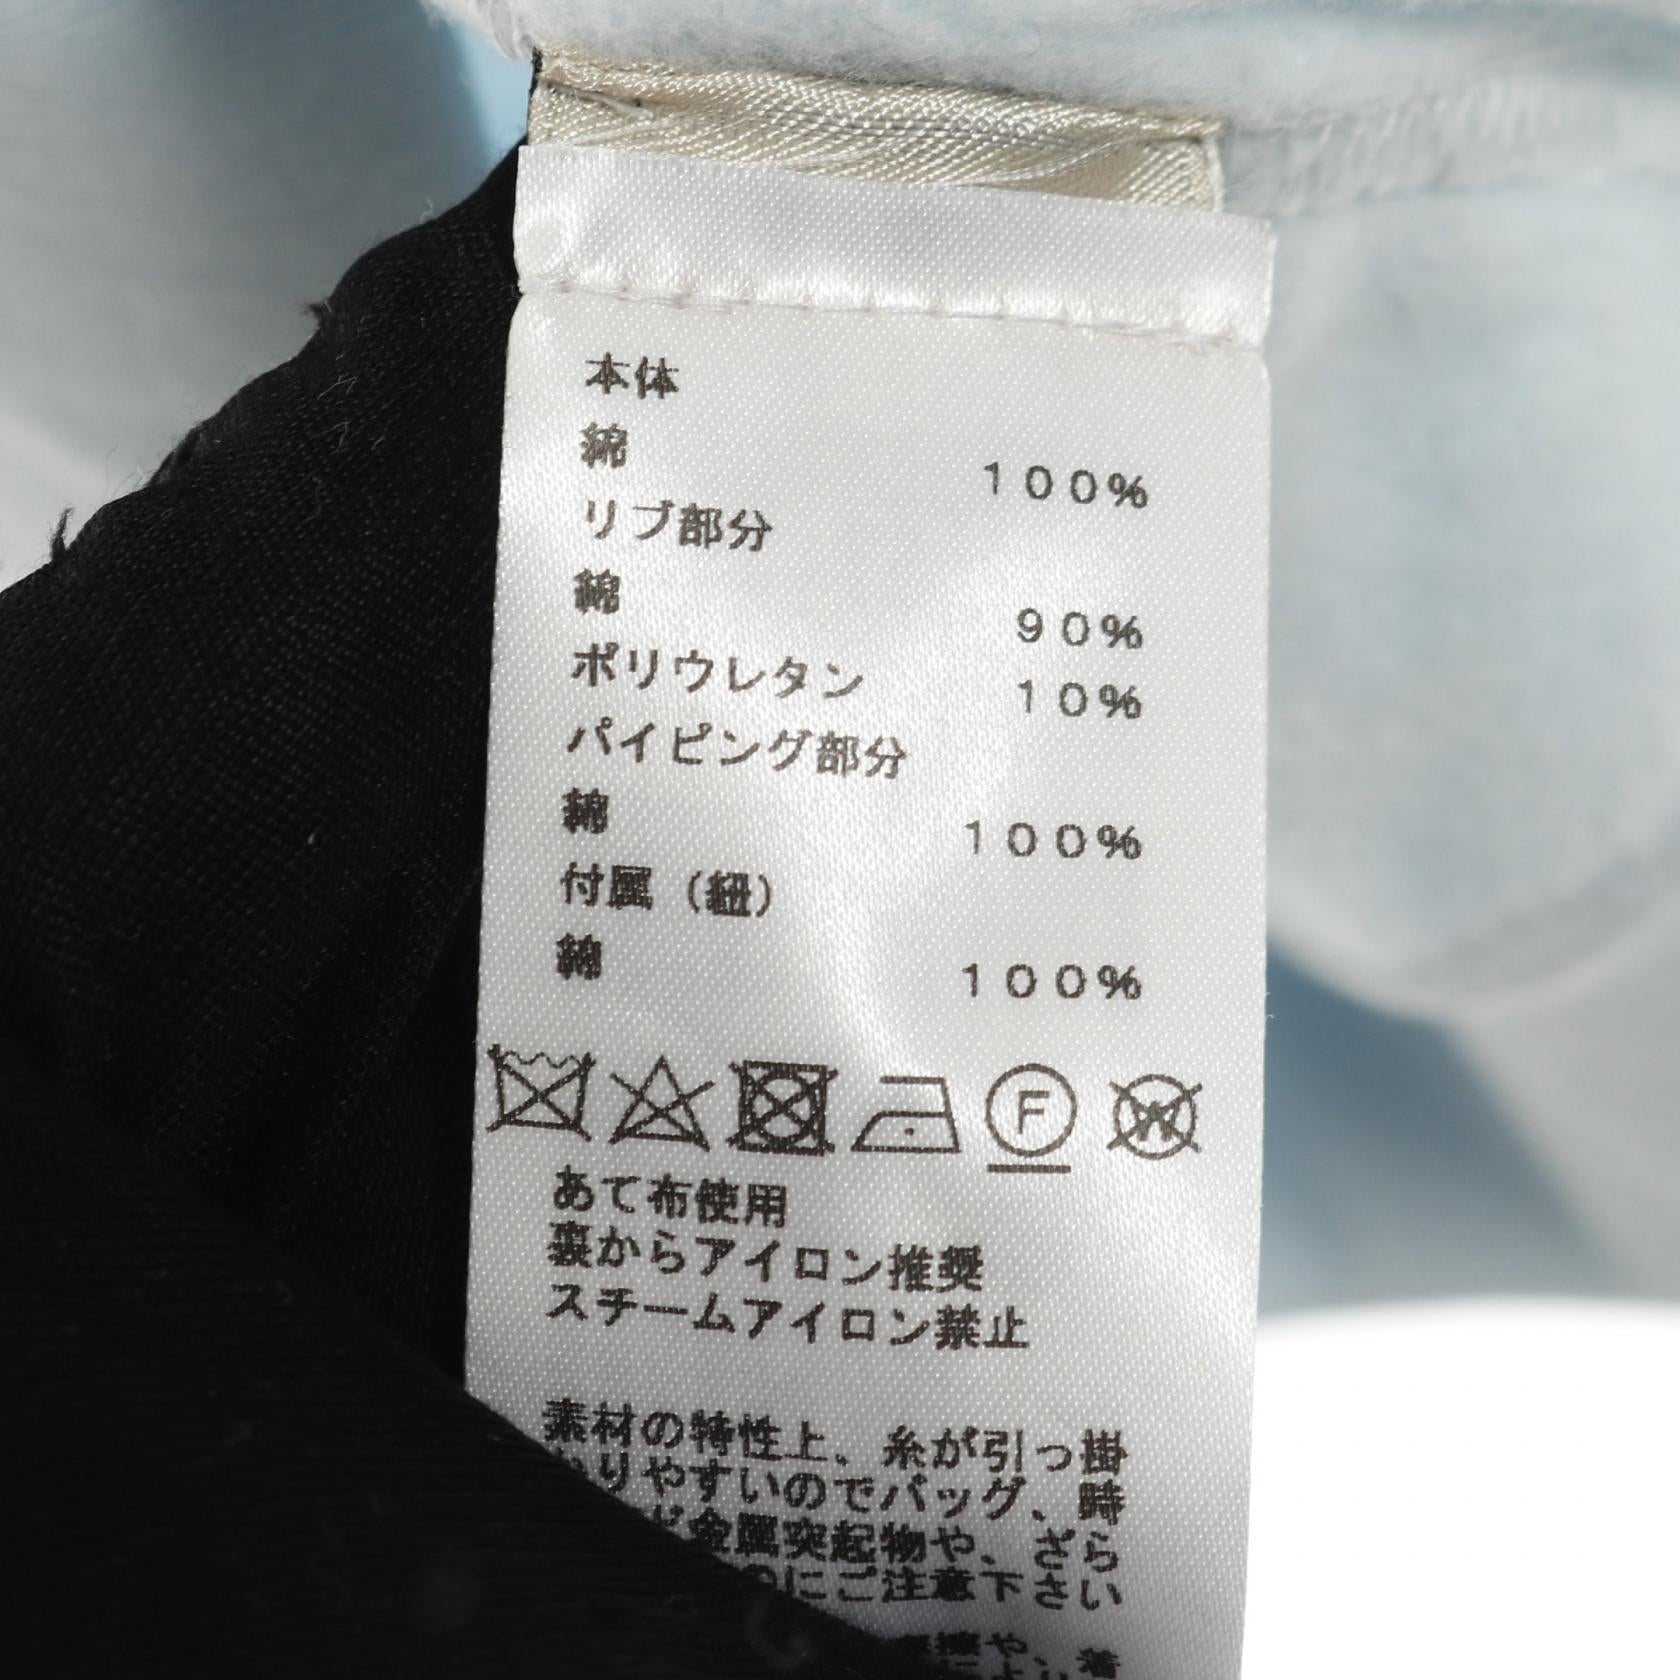 本体
綿 100%
リブ部分
綿 90%
ポリウレタン 10%
パイピング部分
綿 100%
付属（紐）
綿 100%
F W
あて布使用
裏からアイロン推奨
スチームアイロン禁止
素材の特性上、糸が引っ掛
かりやすいのでバッグ、時
金属突起物や、ざら
のにご注意下さい
や、着